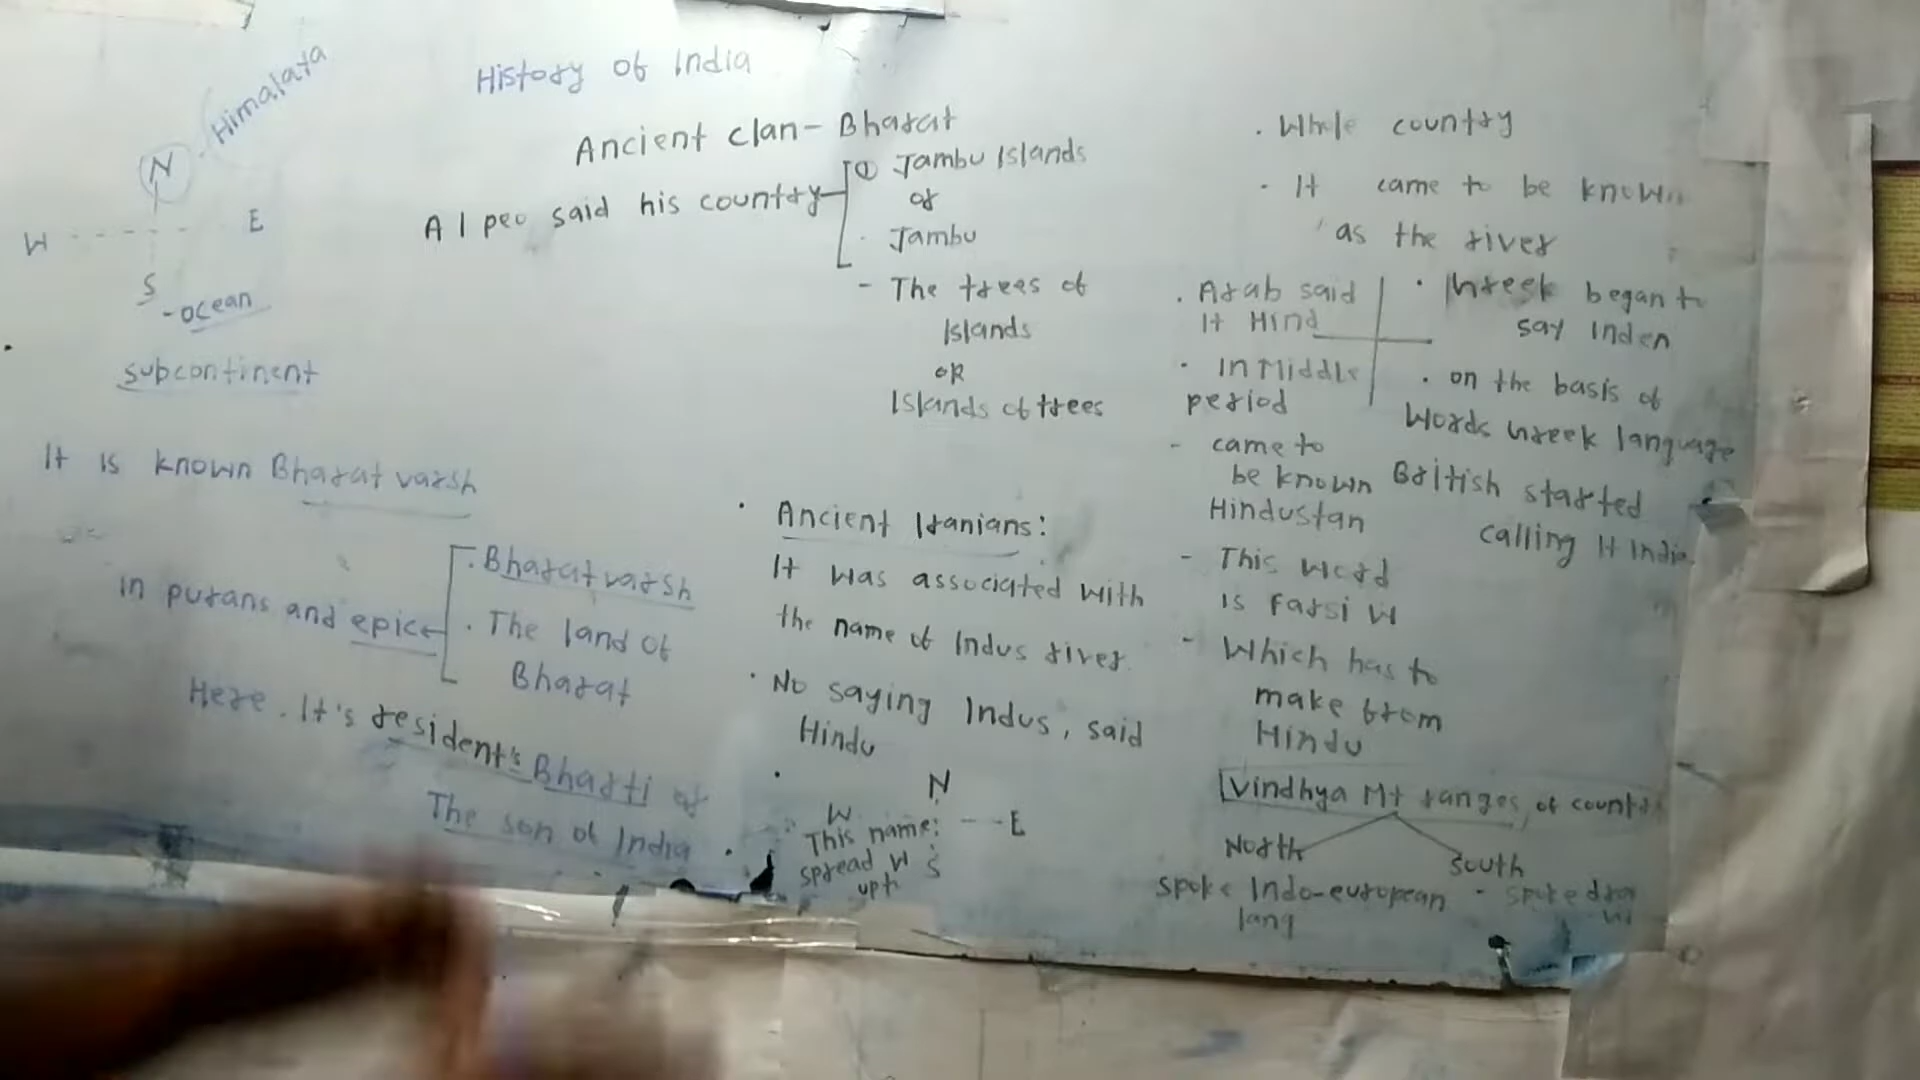 History of India
Himalaya
N
W
E
S
-ocean
subcontinent
It is known Bharat varsh
In purans and epic
. Bharat varsh
. The land of
Bharat
Here. It's resident's Bharti or
The son of India
Ancient clan - Bharat
A I peo said his country
① Jambu Islands
or
. Jambu
- The trees of
Islands
or
Islands of trees
. Ancient Iranians:
It was associated with
the name of Indus river.
. No saying Indus, said
Hindu
N
W
- - E
This name:
spread W
S
upto
. Whole country
. It came to be known
as the river
. Arab said
It Hind
. In Middle
period
- came to
be known
Hindustan
- This word
is Farsi W
- Which has to
make from
Hindu
. Greek began to
say Inden
. on the basis of
Words Greek language
British started
calling It India.
Vindhya Mt ranges of country
North
South
spoke Indo-european
lang
. spoke dra